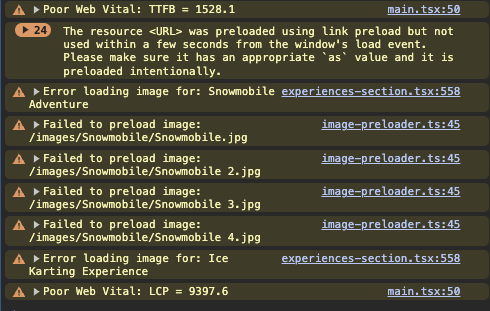 Poor Web Vital: TTFB = 1528.1 main.tsx:50
24 The resource <URL> was preloaded using link preload but not
used within a few seconds from the window's load event.
Please make sure it has an appropriate `as` value and it is
preloaded intentionally.
Error loading image for: Snowmobile experiences-section.tsx:558
Adventure
Failed to preload image: image-preloader.ts:45
/images/Snowmobile/Snowmobile.jpg
Failed to preload image: image-preloader.ts:45
/images/Snowmobile/Snowmobile 2.jpg
Failed to preload image: image-preloader.ts:45
/images/Snowmobile/Snowmobile 3.jpg
Failed to preload image: image-preloader.ts:45
/images/Snowmobile/Snowmobile 4.jpg
Error loading image for: Ice experiences-section.tsx:558
Karting Experience
Poor Web Vital: LCP = 9397.6 main.tsx:50